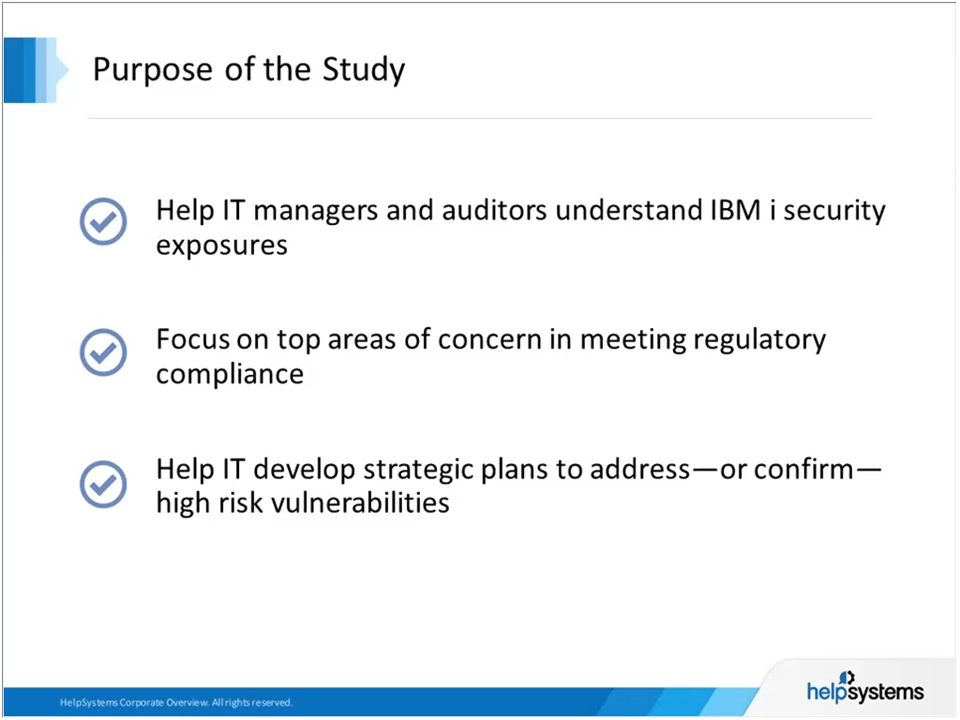 Purpose of the Study
Help IT managers and auditors understand IBM i security
exposures
Focus on top areas of concern in meeting regulatory
compliance
Help IT develop strategic plans to address—or confirm—
high risk vulnerabilities
HelpSystems Corporate Overview. All rights reserved.
helpsystems